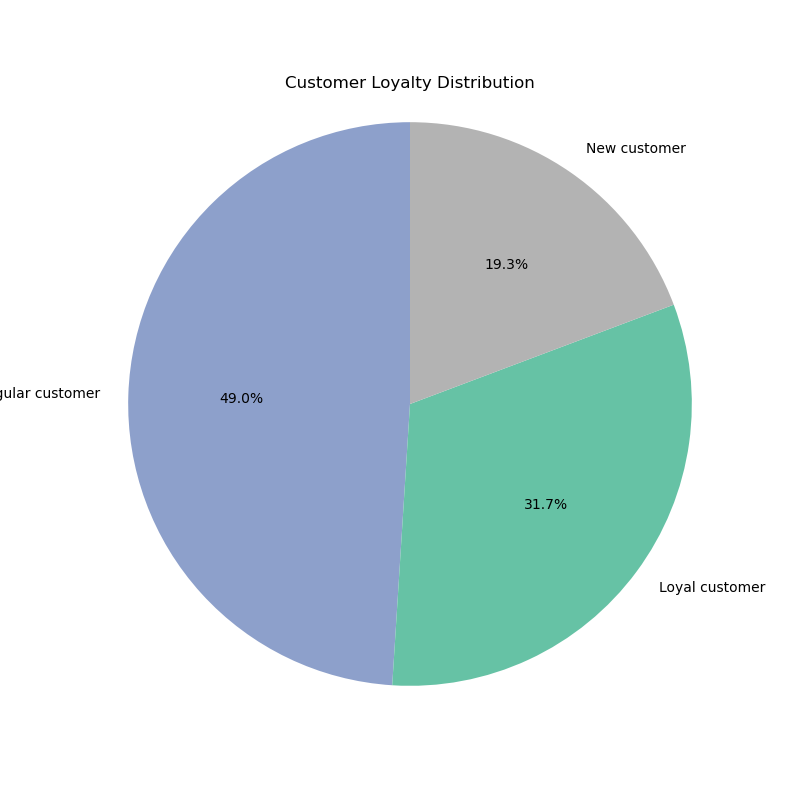 Customer Loyalty Distribution
New customer
19.3%
gular customer
49.0%
31.7%
Loyal customer